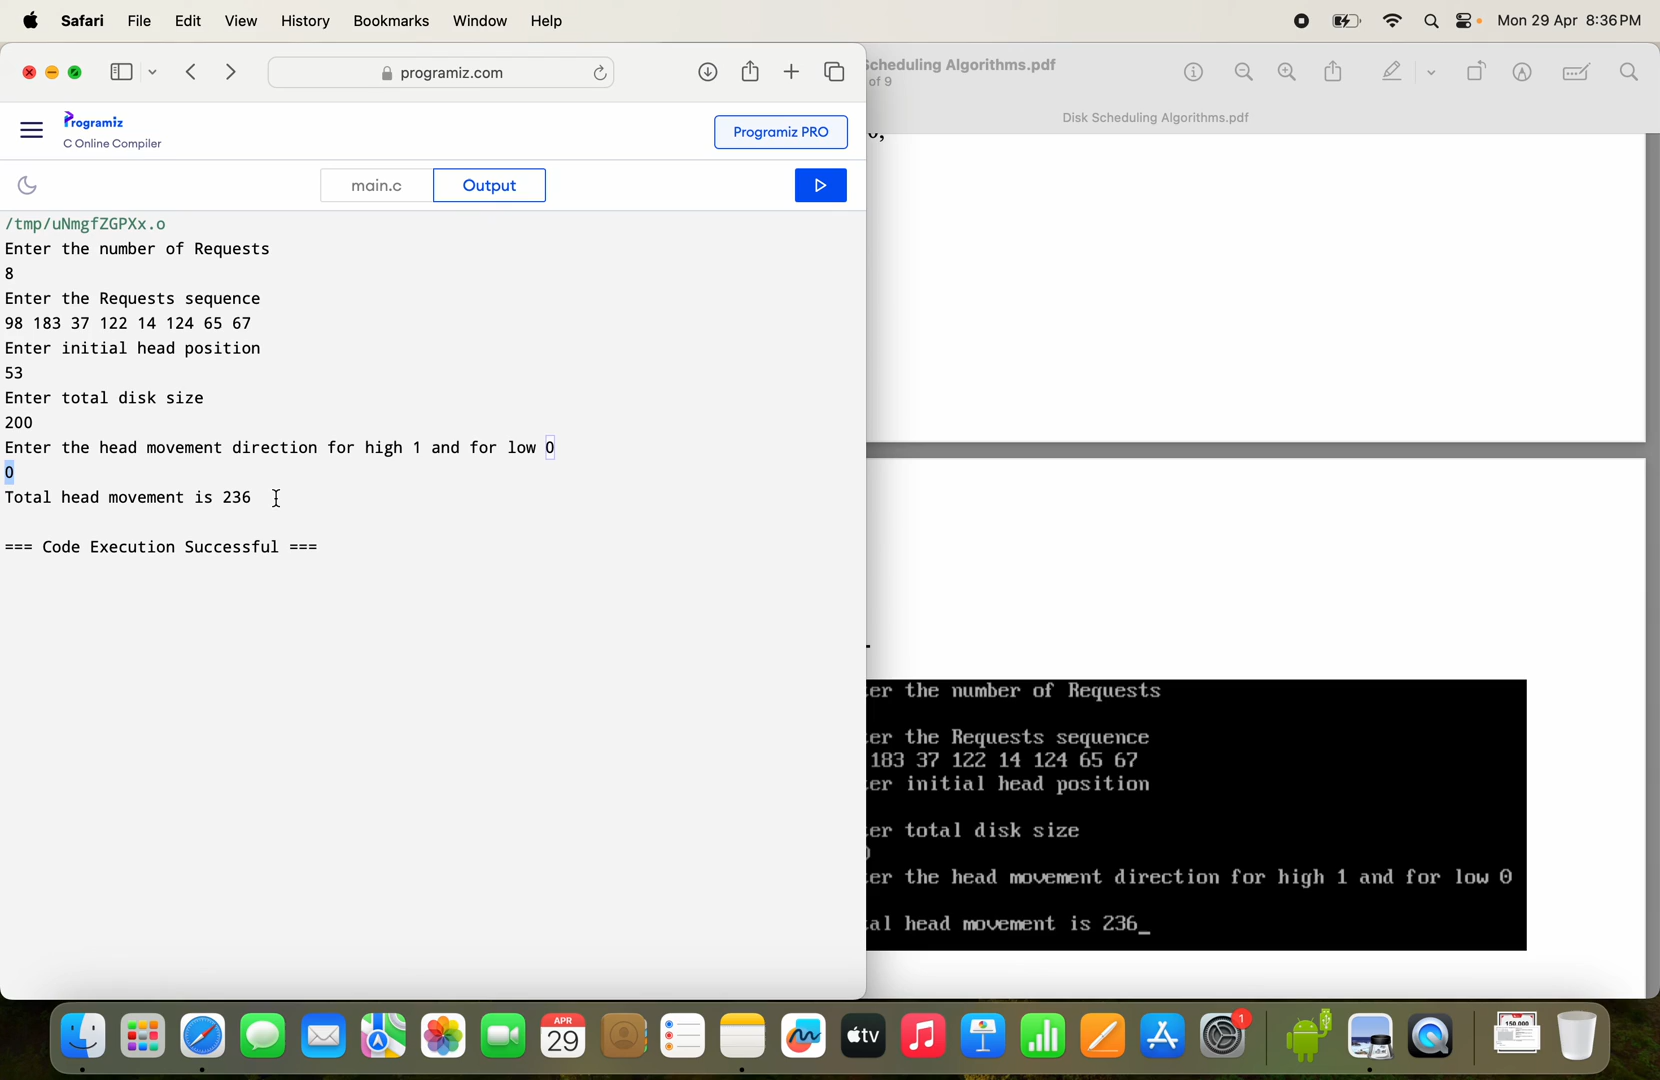 Safari File Edit View History Bookmarks Window Help Mon 29 Apr 8:36 PM
programiz.com
Scheduling Algorithms.pdf
of 9
Disk Scheduling Algorithms.pdf
Programiz
C Online Compiler
Programiz PRO
main.c Output
/tmp/uNmgfZGPXx.o
Enter the number of Requests
8
Enter the Requests sequence
98 183 37 122 14 124 65 67
Enter initial head position
53
Enter total disk size
200
Enter the head movement direction for high 1 and for low 0
0
Total head movement is 236
=== Code Execution Successful ===
er the number of Requests
er the Requests sequence
183 37 122 14 124 65 67
er initial head position
er total disk size
er the head movement direction for high 1 and for low 0
al head movement is 236_
APR
29
tv
1
150,000